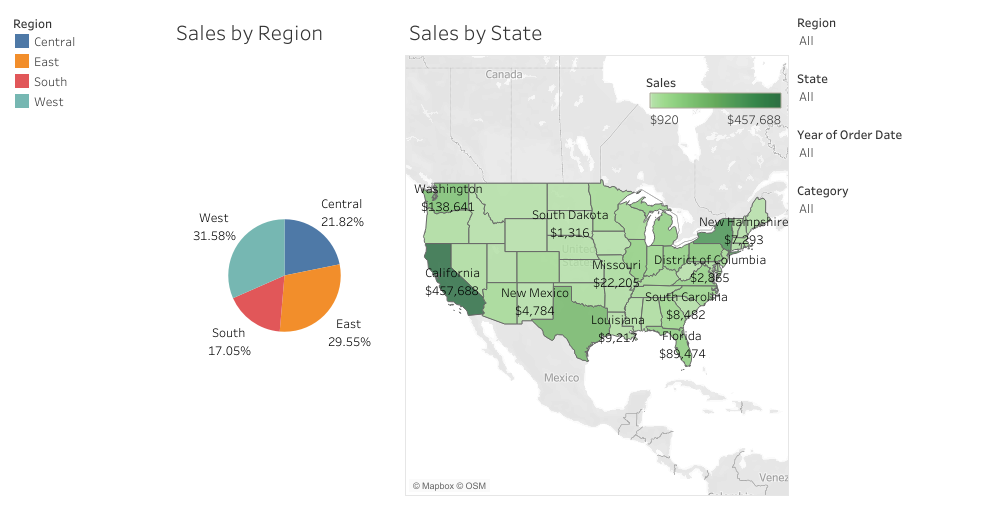 Region
Central
East
South
West
Sales by Region
Central
21.82%
West
31.58%
East
29.55%
South
17.05%
Sales by State
Canada
Sales
$920
$457,688
Washington
$138,641
South Dakota
$1,316
United
States
New Hampshire
$7,293
District of Columbia
$2,865
Missouri
$22,205
California
$457,688
New Mexico
$4,784
South Carolina
$8,482
Louisiana
$9,217
Florida
$89,474
Mexico
© Mapbox © OSM
Region
All
State
All
Year of Order Date
All
Category
All